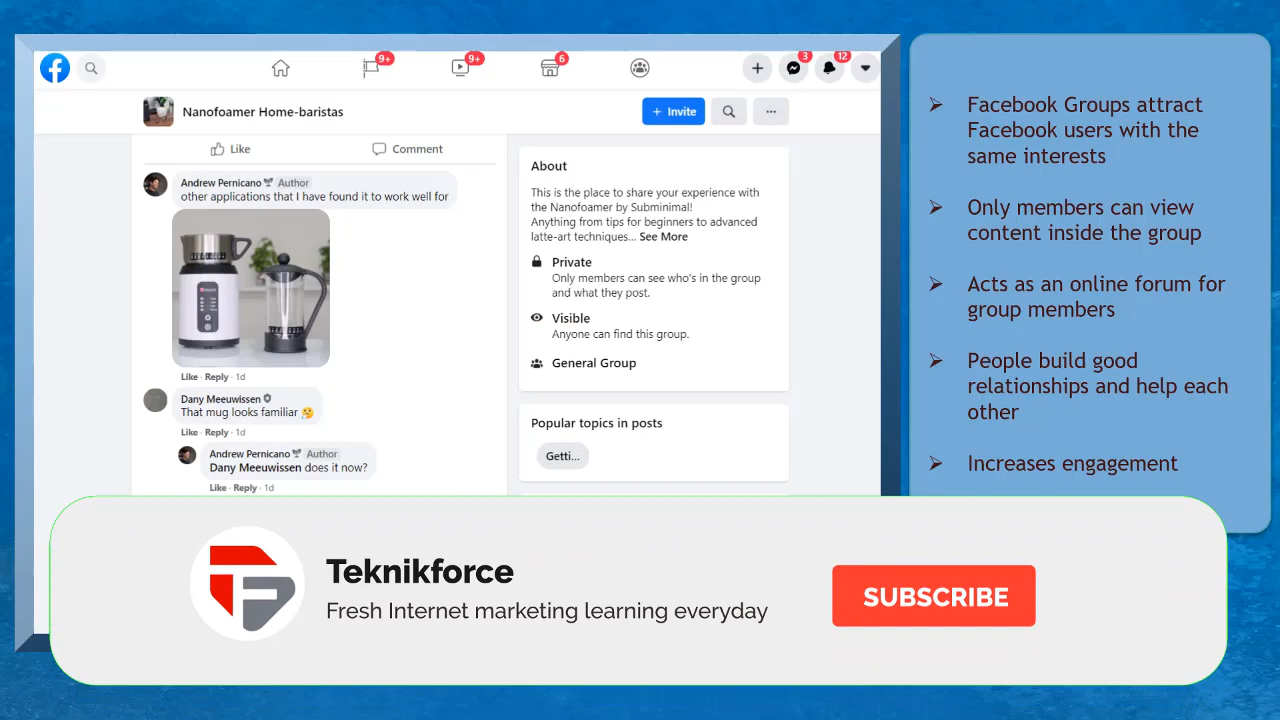 9+
9+
6
3
12
Nanofoamer Home-baristas
+ Invite
Like
Comment
Andrew Pernicano Author
other applications that I have found it to work well for
Like · Reply · 1d
Dany Meeuwissen
That mug looks familiar 🤔
Like · Reply · 1d
Andrew Pernicano Author
Dany Meeuwissen does it now?
Like · Reply · 1d
About
This is the place to share your experience with
the Nanofoamer by Subminimal!
Anything from tips for beginners to advanced
latte-art techniques... See More
Private
Only members can see who's in the group
and what they post.
Visible
Anyone can find this group.
General Group
Popular topics in posts
Getti...
➢ Facebook Groups attract
Facebook users with the
same interests
➢ Only members can view
content inside the group
➢ Acts as an online forum for
group members
➢ People build good
relationships and help each
other
➢ Increases engagement
Teknikforce
Fresh Internet marketing learning everyday
SUBSCRIBE